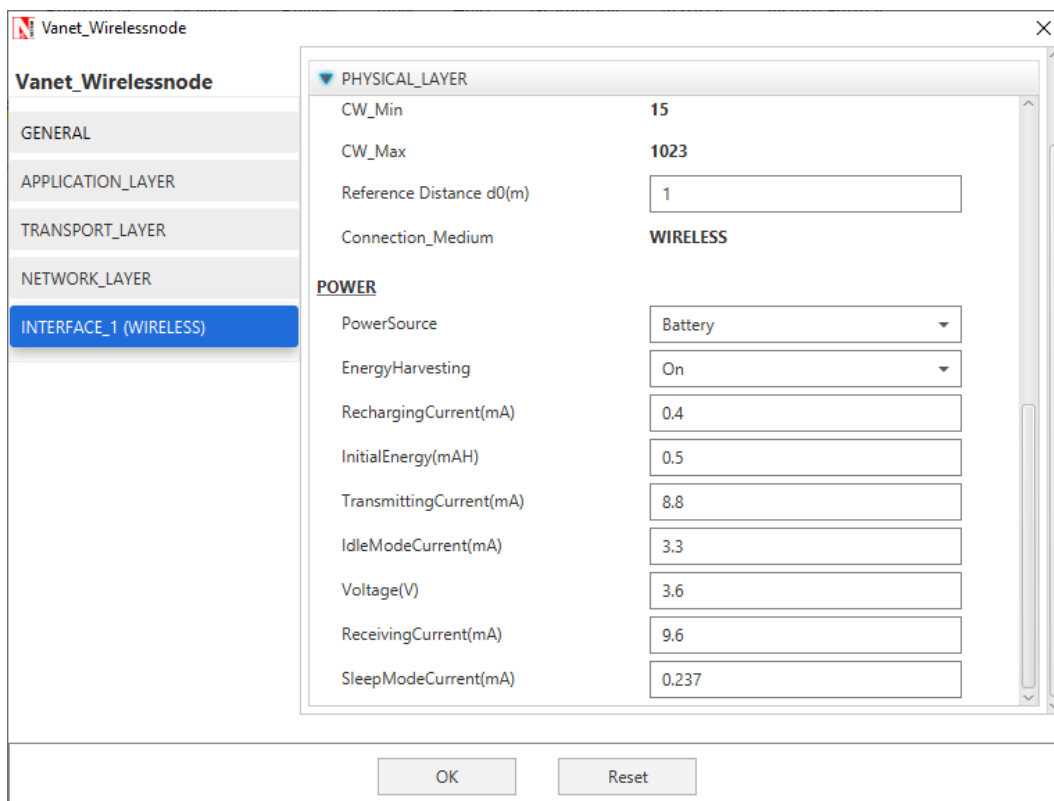 Vanet_Wirelessnode
Vanet_Wirelessnode
GENERAL
APPLICATION_LAYER
TRANSPORT_LAYER
NETWORK_LAYER
INTERFACE_1 (WIRELESS)
PHYSICAL_LAYER
CW_Min 15
CW_Max 1023
Reference Distance d0(m) 1
Connection_Medium WIRELESS
POWER
PowerSource Battery
EnergyHarvesting On
RechargingCurrent(mA) 0.4
InitialEnergy(mAH) 0.5
TransmittingCurrent(mA) 8.8
IdleModeCurrent(mA) 3.3
Voltage(V) 3.6
ReceivingCurrent(mA) 9.6
SleepModeCurrent(mA) 0.237
OK Reset